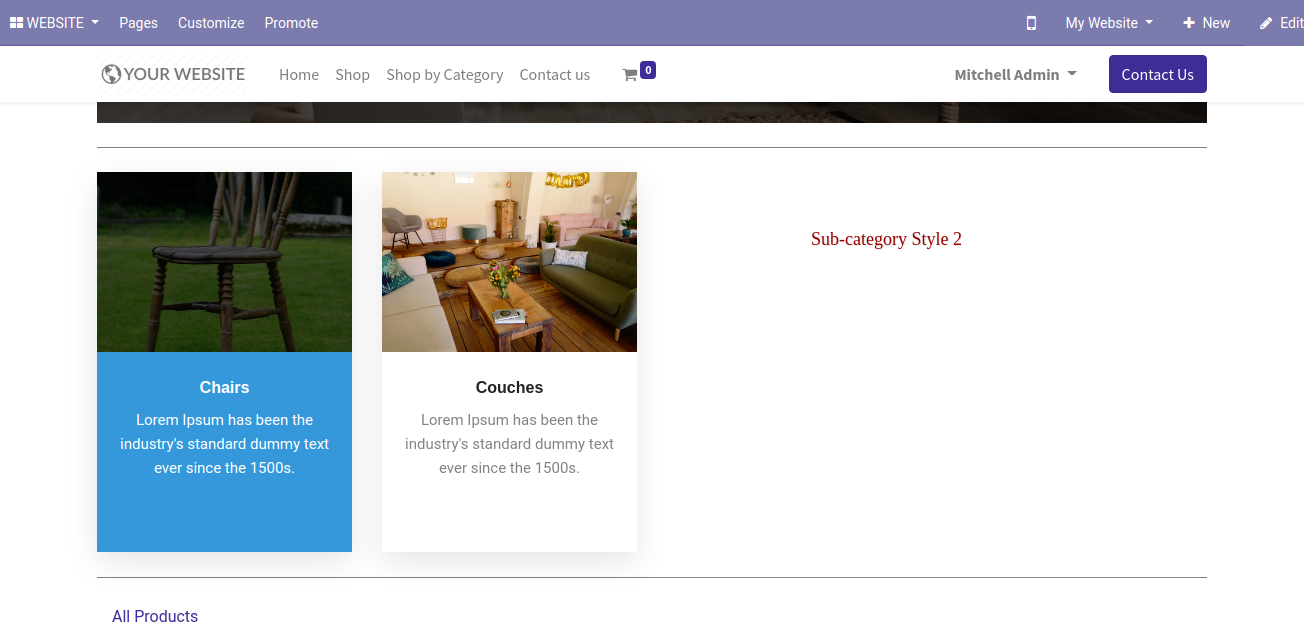 WEBSITE Pages Customize Promote My Website New Edit
YOUR WEBSITE Home Shop Shop by Category Contact us 0 Mitchell Admin Contact Us
Sub-category Style 2
Chairs
Lorem Ipsum has been the
industry's standard dummy text
ever since the 1500s.
Couches
Lorem Ipsum has been the
industry's standard dummy text
ever since the 1500s.
All Products